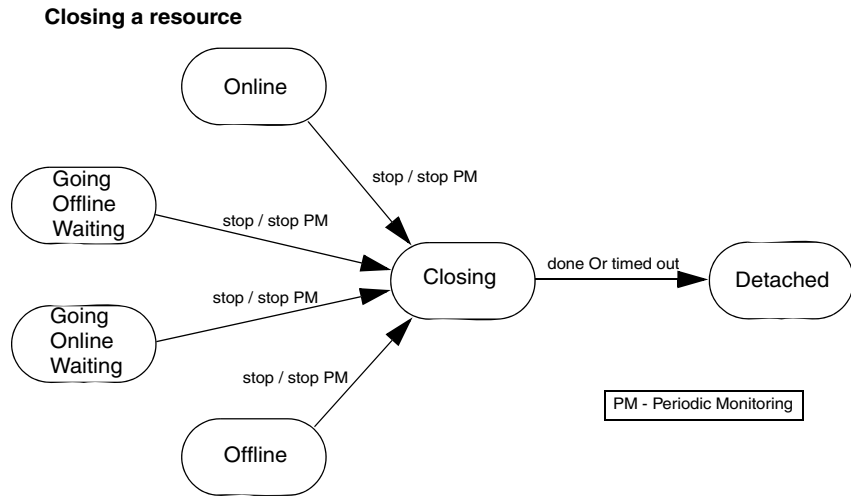 Closing a resource
Online
stop / stop PM
Going
Offline
Waiting
stop / stop PM
Closing
done Or timed out
Detached
Going
Online
Waiting
stop / stop PM
stop / stop PM
Offline
PM - Periodic Monitoring